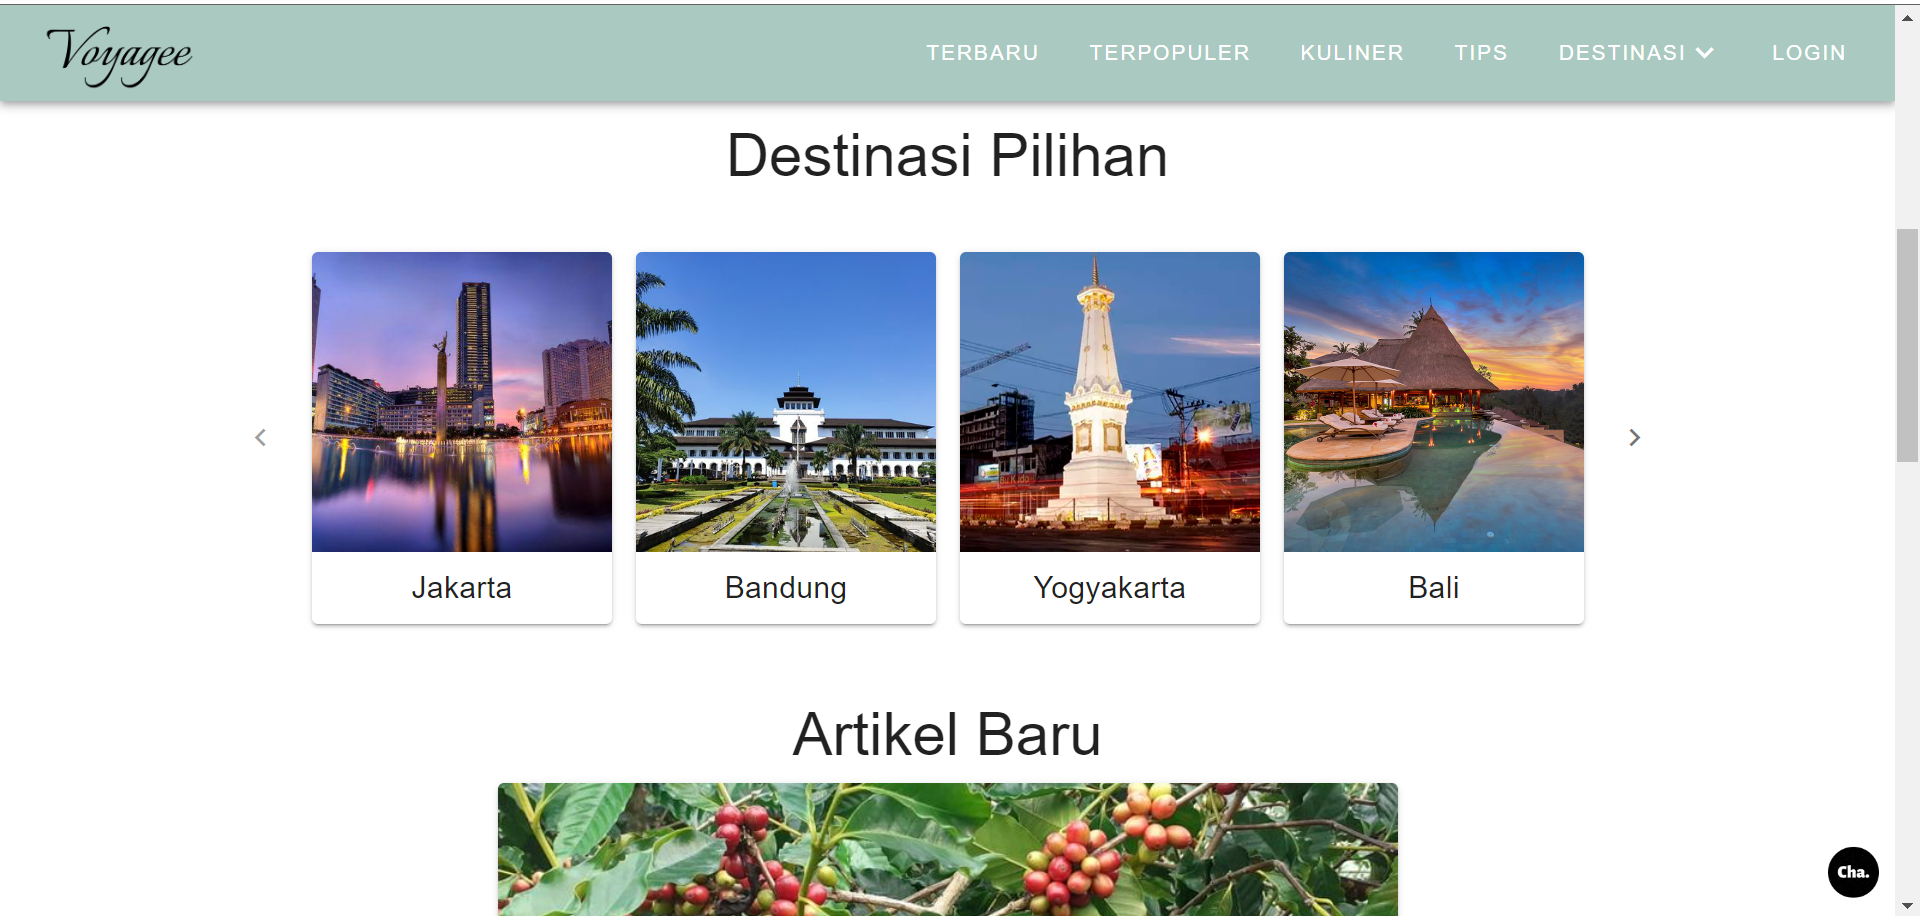 Voyagee
TERBARU TERPOPULER KULINER TIPS DESTINASI LOGIN
Destinasi Pilihan
Jakarta Bandung Yogyakarta Bali
Artikel Baru
Cha.